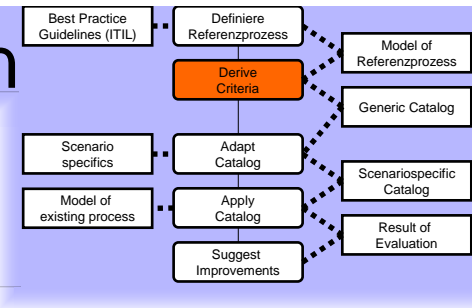 Best Practice
Guidelines (ITIL)
Definiere
Referenzprozess
Model of
Referenzprozess
n
Derive
Criteria
Generic Catalog
Scenario
specifics
Adapt
Catalog
Scenariospecific
Catalog
Model of
existing process
Apply
Catalog
Result of
Evaluation
Suggest
Improvements